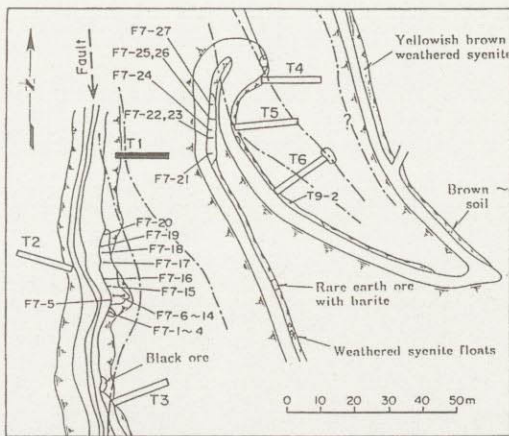 F7-27
F7-25,26
F7-24
F7-22,23
F7-21
Fault
N
T1
T4
T5
T6
T9-2
Yellowish brown
weathered syenite
?
Brown ~
soil
F7-20
F7-19
F7-18
F7-17
F7-16
F7-15
F7-6~14
F7-1~4
F7-5
T2
Black ore
T3
Rare earth ore
with barite
Weathered syenite floats
0 10 20 30 40 50m